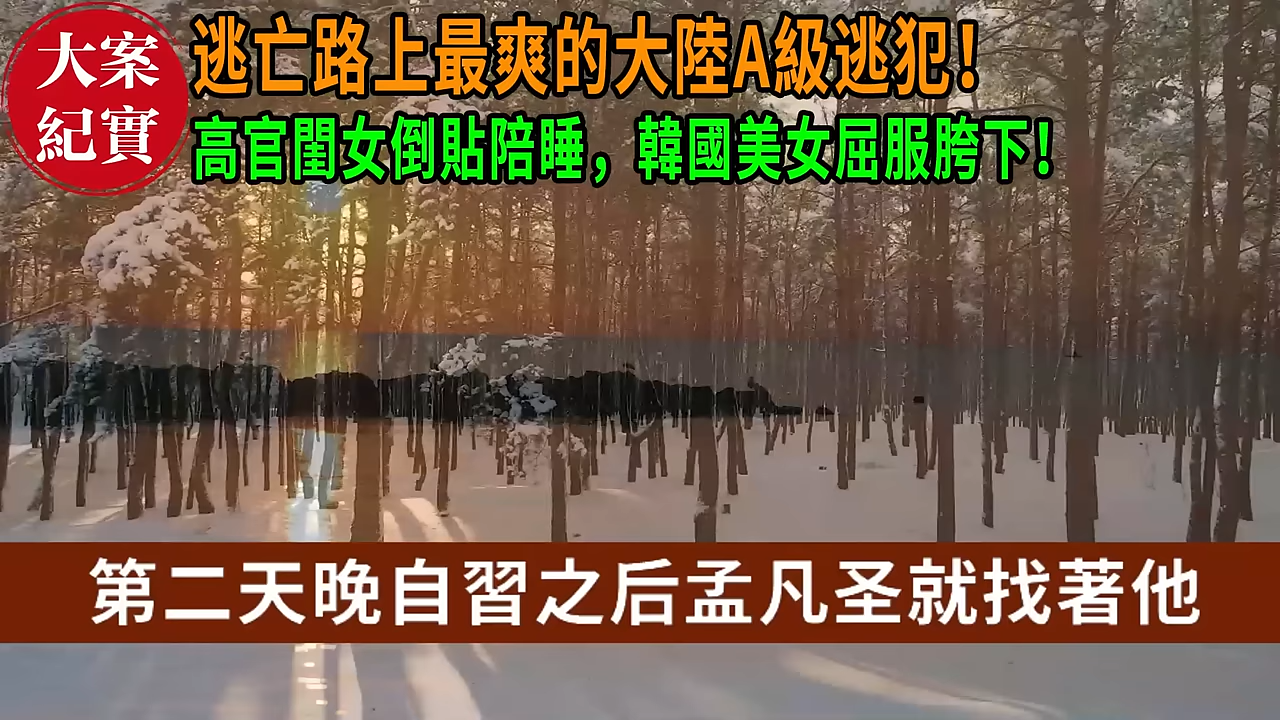 大案
紀實
逃亡路上最爽的大陸A級逃犯!
高官閨女倒貼陪睡，韓國美女屈服胯下!
第二天晚自習之后孟凡圣就找著他